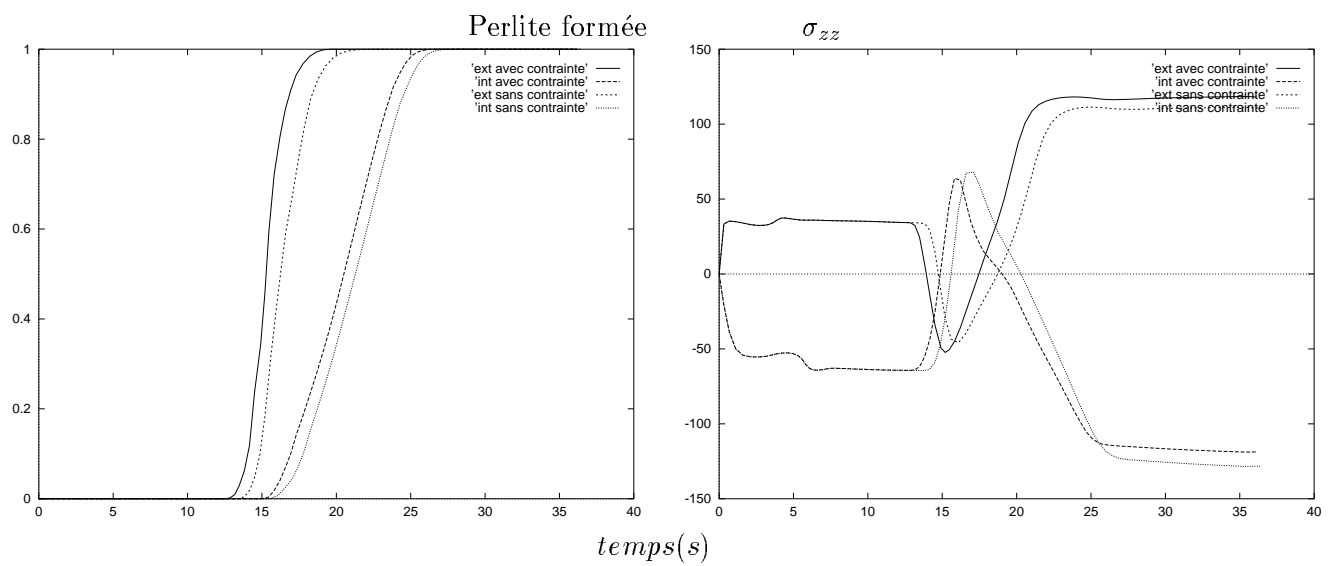 Perlite formée
σzz
1
0.8
0.6
0.4
0.2
0
0 5 10 15 20 25 30 35 40
'ext avec contrainte'
'int avec contrainte'
'ext sans contrainte'
'int sans contrainte'
150
100
50
0
-50
-100
-150
0 5 10 15 20 25 30 35 40
'ext avec contrainte'
'int avec contrainte'
'ext sans contrainte'
'int sans contrainte'
temps(s)